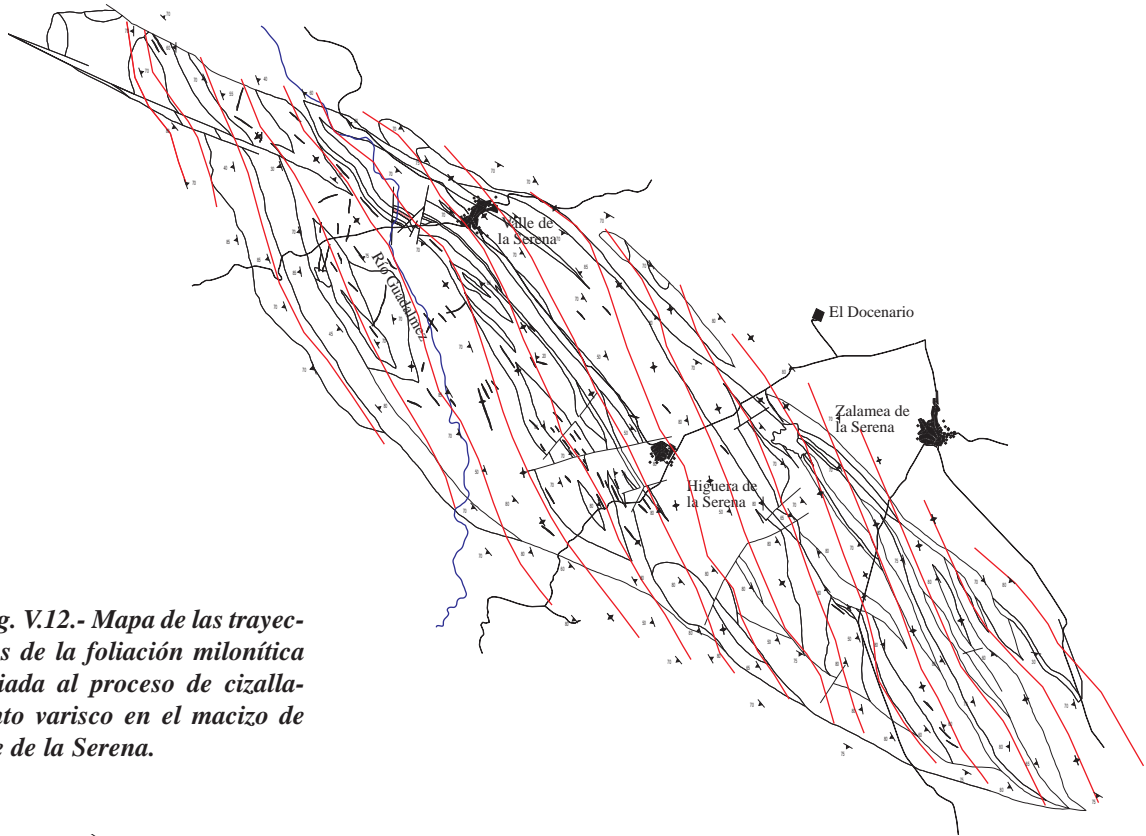 Ville de
la Serena
Río Guadalmez
El Docenario
Zalamea de
la Serena
Higuera de
la Serena
g. V.12.- Mapa de las trayec-
s de la foliación milonítica
iada al proceso de cizalla-
nto varisco en el macizo de
e de la Serena.